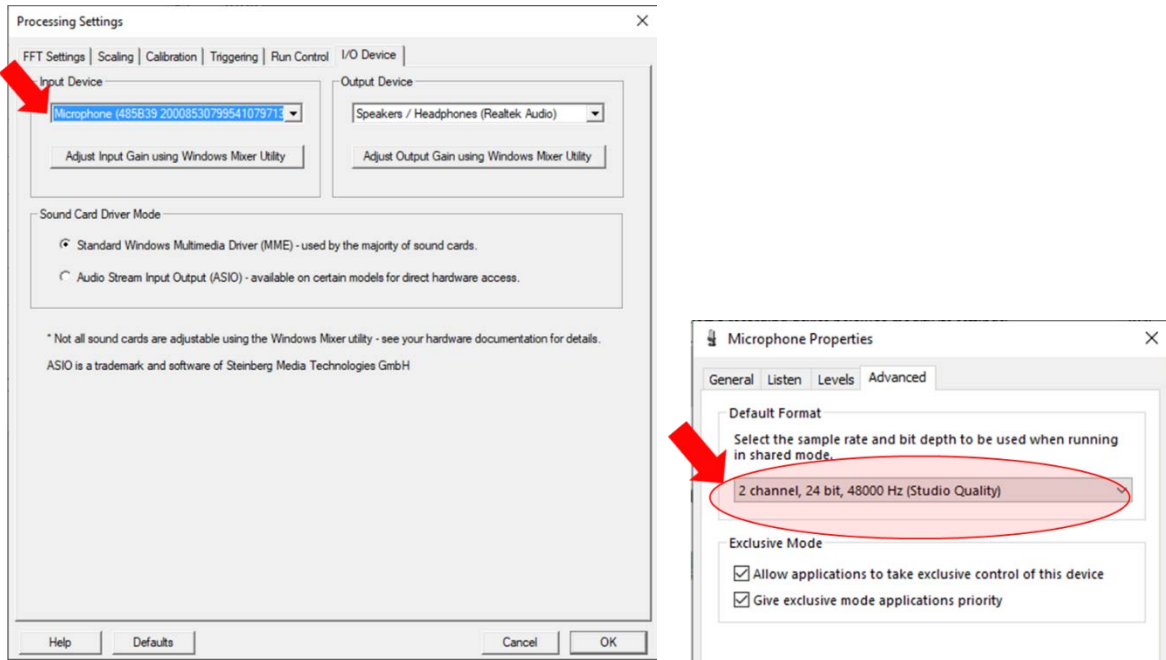 Processing Settings
FFT Settings Scaling Calibration Triggering Run Control I/O Device
Input Device
Microphone (485B39 20008530799541079713
Adjust Input Gain using Windows Mixer Utility
Output Device
Speakers / Headphones (Realtek Audio)
Adjust Output Gain using Windows Mixer Utility
Sound Card Driver Mode
Standard Windows Multimedia Driver (MME) - used by the majority of sound cards.
Audio Stream Input Output (ASIO) - available on certain models for direct hardware access.
* Not all sound cards are adjustable using the Windows Mixer utility - see your hardware documentation for details.
ASIO is a trademark and software of Steinberg Media Technologies GmbH
Help Defaults Cancel OK
Microphone Properties
General Listen Levels Advanced
Default Format
Select the sample rate and bit depth to be used when running
in shared mode.
2 channel, 24 bit, 48000 Hz (Studio Quality)
Exclusive Mode
Allow applications to take exclusive control of this device
Give exclusive mode applications priority